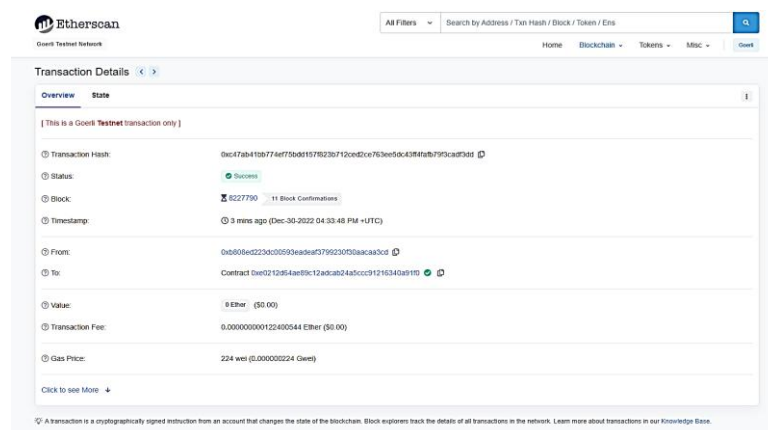 Etherscan
All Filters
Search by Address / Txn Hash / Block / Token / Ens
Goerli Testnet Network
Home Blockchain Tokens Misc Goerli
Transaction Details
Overview State
[ This is a Goerli Testnet transaction only ]
Transaction Hash:
Status: Success
Block: 8227790 11 Block Confirmations
Timestamp: 3 mins ago (Dec-30-2022 04:33:48 PM +UTC)
From: 0xb808ed223dc00593eadeaf3799230f30aacaa3cd
To: Contract 0xe0212d64ae89c12adcab24a5ccc91216340a91f0
Value: 0 Ether ($0.00)
Transaction Fee: 0.000000000122400544 Ether ($0.00)
Gas Price: 224 wei (0.000000224 Gwei)
Click to see More
A transaction is a cryptographically signed instruction from an account that changes the state of the blockchain. Block explorers track the details of all transactions in the network. Learn more about transactions in our Knowledge Base.